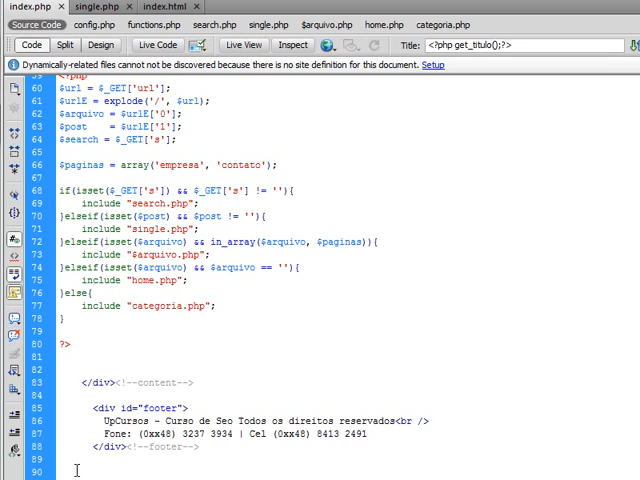 index.php × single.php × index.html ×
Source Code config.php functions.php search.php single.php $arquivo.php home.php categoria.php
Code Split Design Live Code Live View Inspect Title: <?php get_titulo();?>
Dynamically-related files cannot not be discovered because there is no site definition for this document. Setup
59 <?php
60 $url = $_GET['url'];
61 $urlE = explode('/', $url);
62 $arquivo = $urlE['0'];
63 $post = $urlE['1'];
64 $search = $_GET['s'];
65
66 $paginas = array('empresa', 'contato');
67
68 if(isset($_GET['s']) && $_GET['s'] != ''){
69 include "search.php";
70 }elseif(isset($post) && $post != ''){
71 include "single.php";
72 }elseif(isset($arquivo) && in_array($arquivo, $paginas)){
73 include "$arquivo.php";
74 }elseif(isset($arquivo) && $arquivo == ''){
75 include "home.php";
76 }else{
77 include "categoria.php";
78 }
79
80 ?>
81
82
83 </div><!--content-->
84
85 <div id="footer">
86 UpCursos - Curso de Seo Todos os direitos reservados<br />
87 Fone: (0xx48) 3237 3934 | Cel (0xx48) 8413 2491
88 </div><!--footer-->
89
90